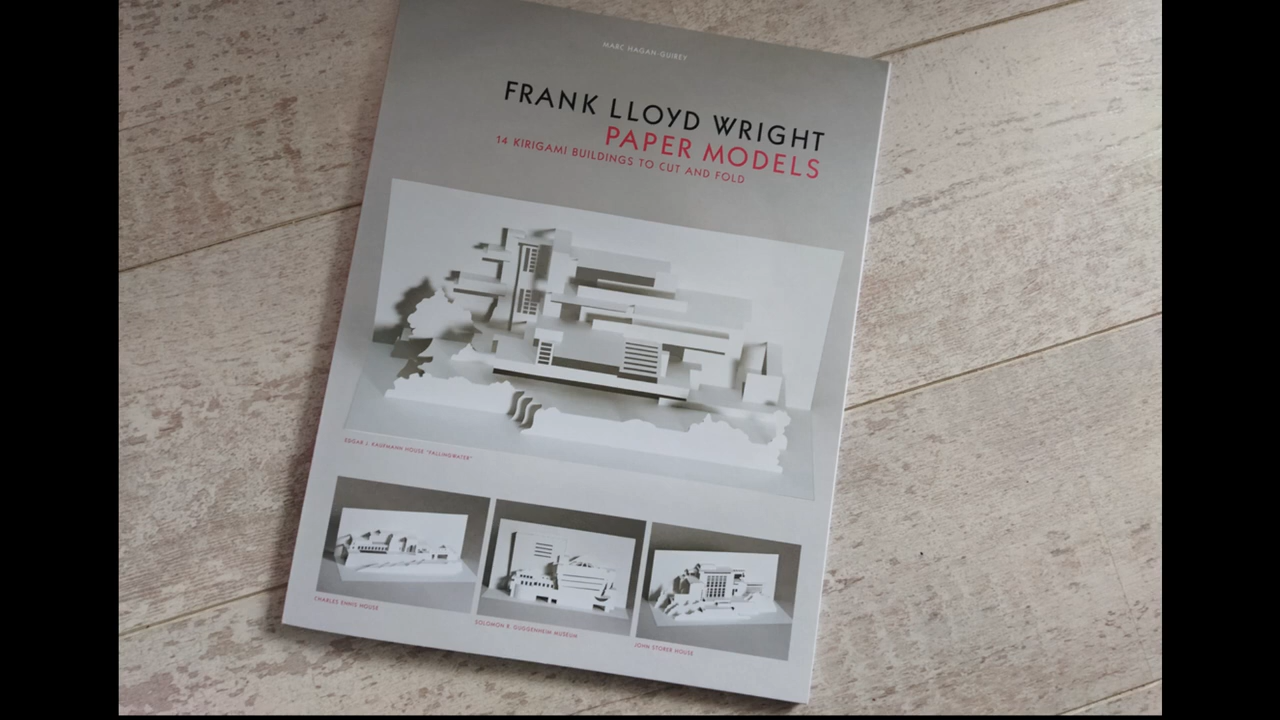 MARC HAGAN-GUIREY
FRANK LLOYD WRIGHT
PAPER MODELS
14 KIRIGAMI BUILDINGS TO CUT AND FOLD
EDGAR J. KAUFMANN HOUSE "FALLINGWATER"
CHARLES ENNIS HOUSE
SOLOMON R. GUGGENHEIM MUSEUM
JOHN STORER HOUSE